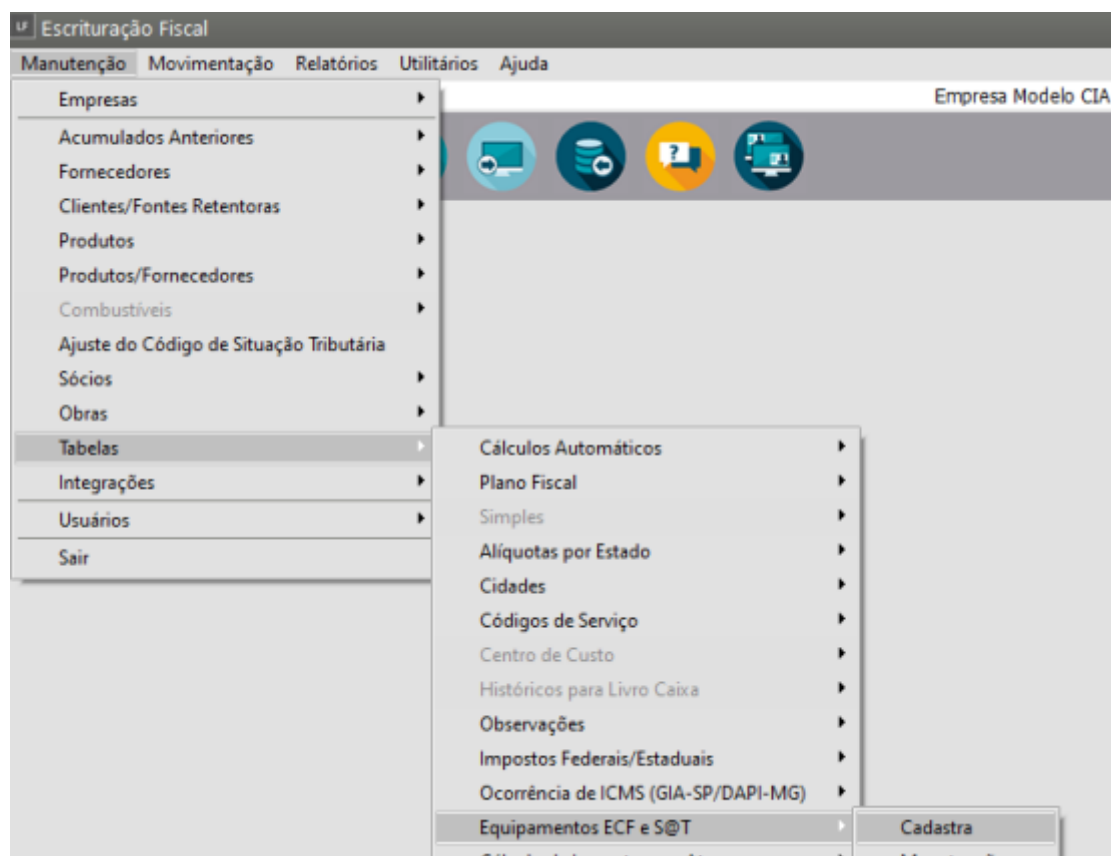 LF Escrituração Fiscal
Manutenção Movimentação Relatórios Utilitários Ajuda
Empresa Modelo CIA
Empresas
Acumulados Anteriores
Fornecedores
Clientes/Fontes Retentoras
Produtos
Produtos/Fornecedores
Combustíveis
Ajuste do Código de Situação Tributária
Sócios
Obras
Tabelas
Integrações
Usuários
Sair
Cálculos Automáticos
Plano Fiscal
Simples
Alíquotas por Estado
Cidades
Códigos de Serviço
Centro de Custo
Históricos para Livro Caixa
Observações
Impostos Federais/Estaduais
Ocorrência de ICMS (GIA-SP/DAPI-MG)
Equipamentos ECF e S@T
Cadastra